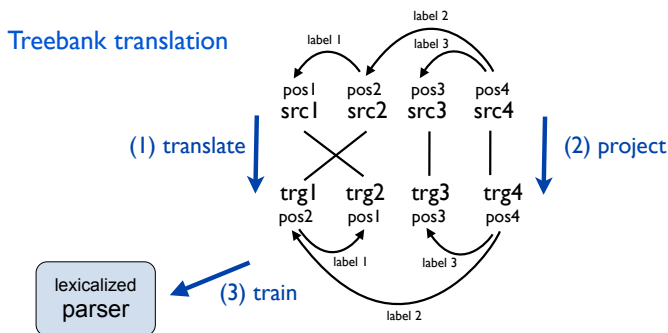 Treebank translation
label 2
label 1
label 3
pos1 pos2 pos3 pos4
src1 src2 src3 src4
(1) translate
(2) project
trg1 trg2 trg3 trg4
pos2 pos1 pos3 pos4
label 1
label 3
label 2
lexicalized
parser
(3) train